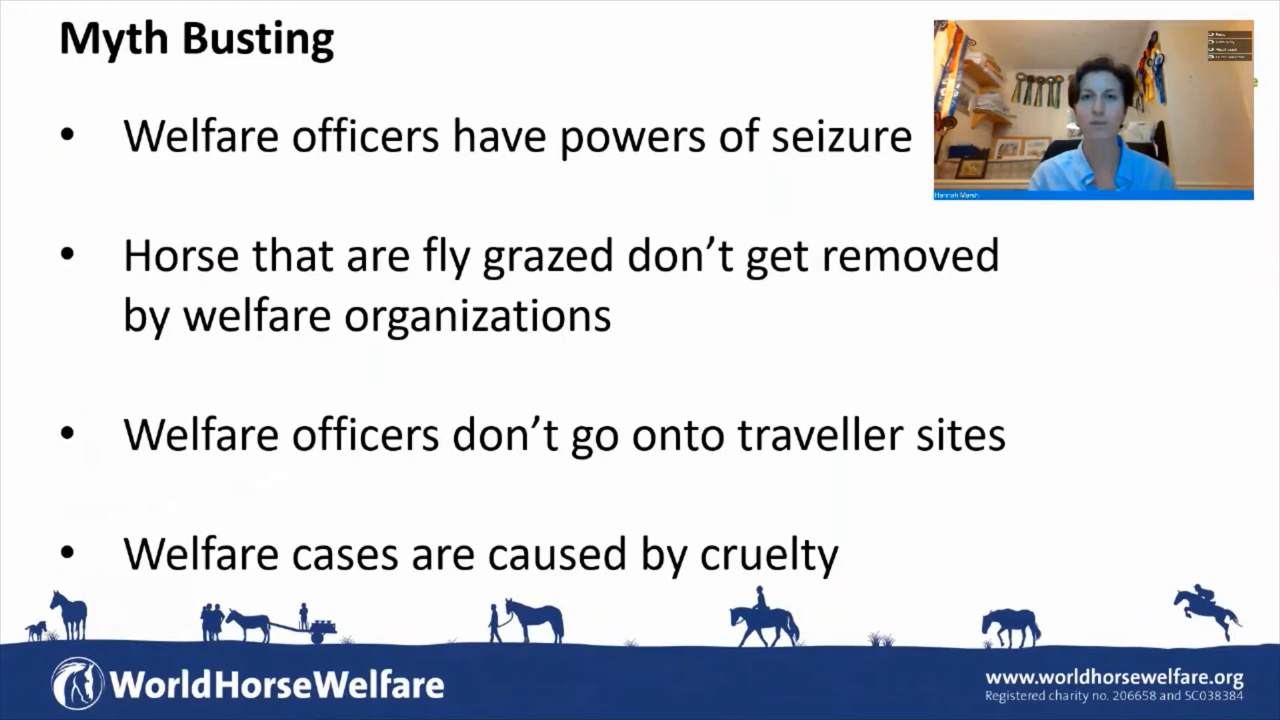 Myth Busting
• Welfare officers have powers of seizure
• Horse that are fly grazed don’t get removed
by welfare organizations
• Welfare officers don’t go onto traveller sites
• Welfare cases are caused by cruelty
Hannah Marsh
WorldHorseWelfare
www.worldhorsewelfare.org
Registered charity no. 206658 and SC038384